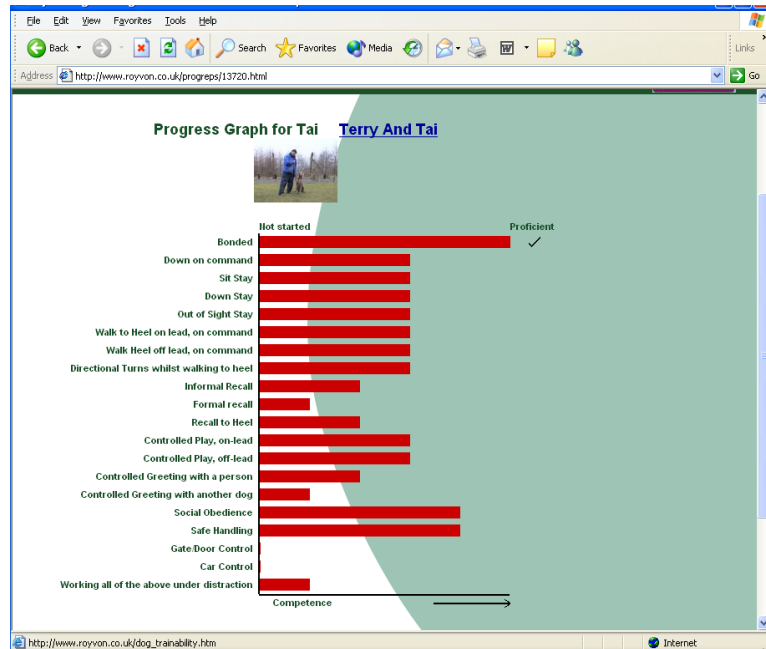 File Edit View Favorites Tools Help
Back Search Favorites Media Links
Address http://www.royvon.co.uk/progreps/13720.html Go
Progress Graph for Tai Terry And Tai
Not started Proficient
Bonded
Down on command
Sit Stay
Down Stay
Out of Sight Stay
Walk to Heel on lead, on command
Walk Heel off lead, on command
Directional Turns whilst walking to heel
Informal Recall
Formal recall
Recall to Heel
Controlled Play, on-lead
Controlled Play, off-lead
Controlled Greeting with a person
Controlled Greeting with another dog
Social Obedience
Safe Handling
Gate/Door Control
Car Control
Working all of the above under distraction
Competence
http://www.royvon.co.uk/dog_trainability.htm Internet